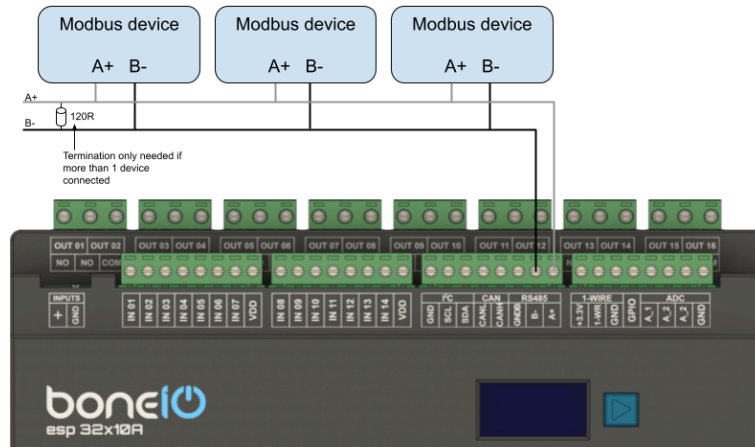 Modbus device Modbus device Modbus device
A+ B- A+ B- A+ B-
A+
120R
B-
Termination only needed if
more than 1 device
connected
OUT 01 OUT 02 OUT 03 OUT 04 OUT 05 OUT 06 OUT 07 OUT 08 OUT 09 OUT 10 OUT 11 OUT 12 OUT 13 OUT 14 OUT 15 OUT 16
NO NO COM
INPUTS I²C CAN RS485 1-WIRE ADC
+ GND IN 01 IN 02 IN 03 IN 04 IN 05 IN 06 IN 07 VDD IN 08 IN 09 IN 10 IN 11 IN 12 IN 13 IN 14 VDD GND SCL SDA CANL CANH B- A+ +3.3V 1-WR GND GPIO A_1 A_2 A_2 GND
boneIO
esp 32x10A